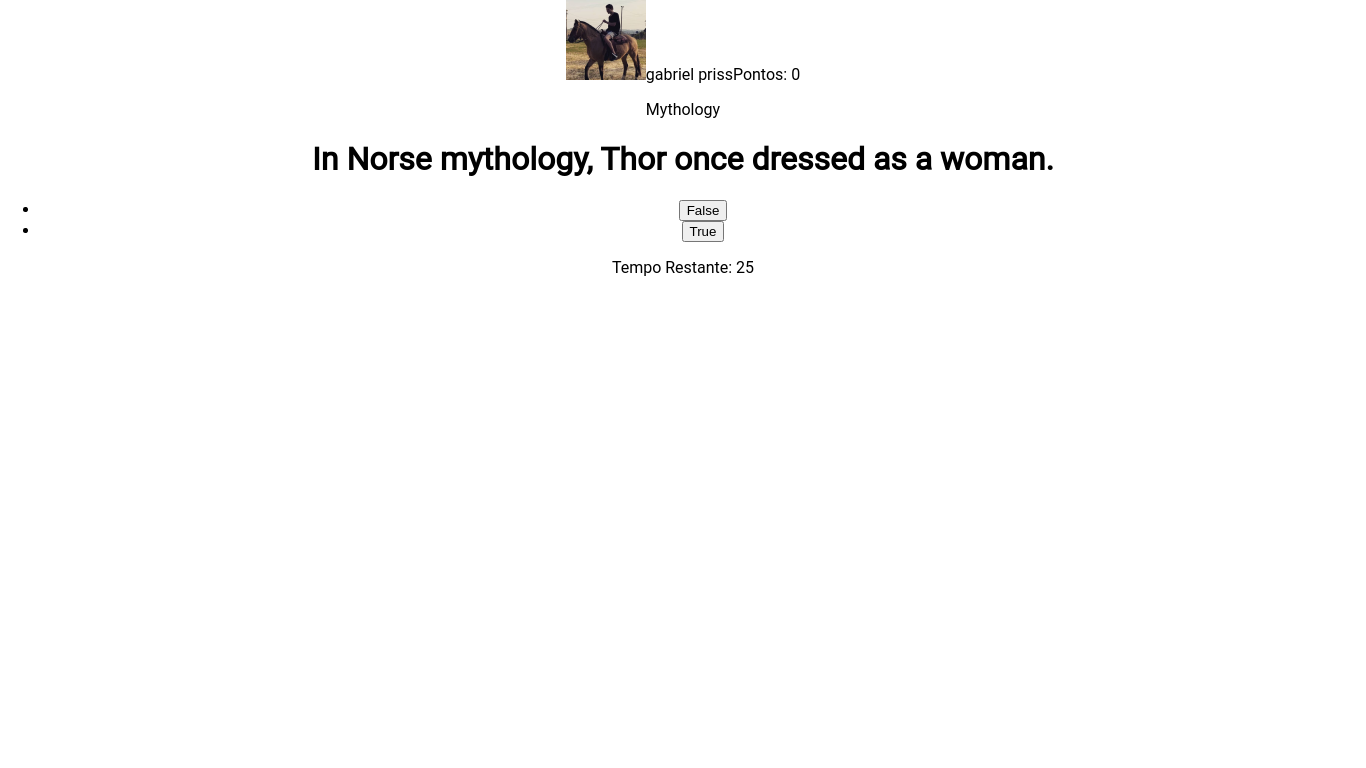 gabriel prissPontos: 0
Mythology
In Norse mythology, Thor once dressed as a woman.
False
True
Tempo Restante: 25